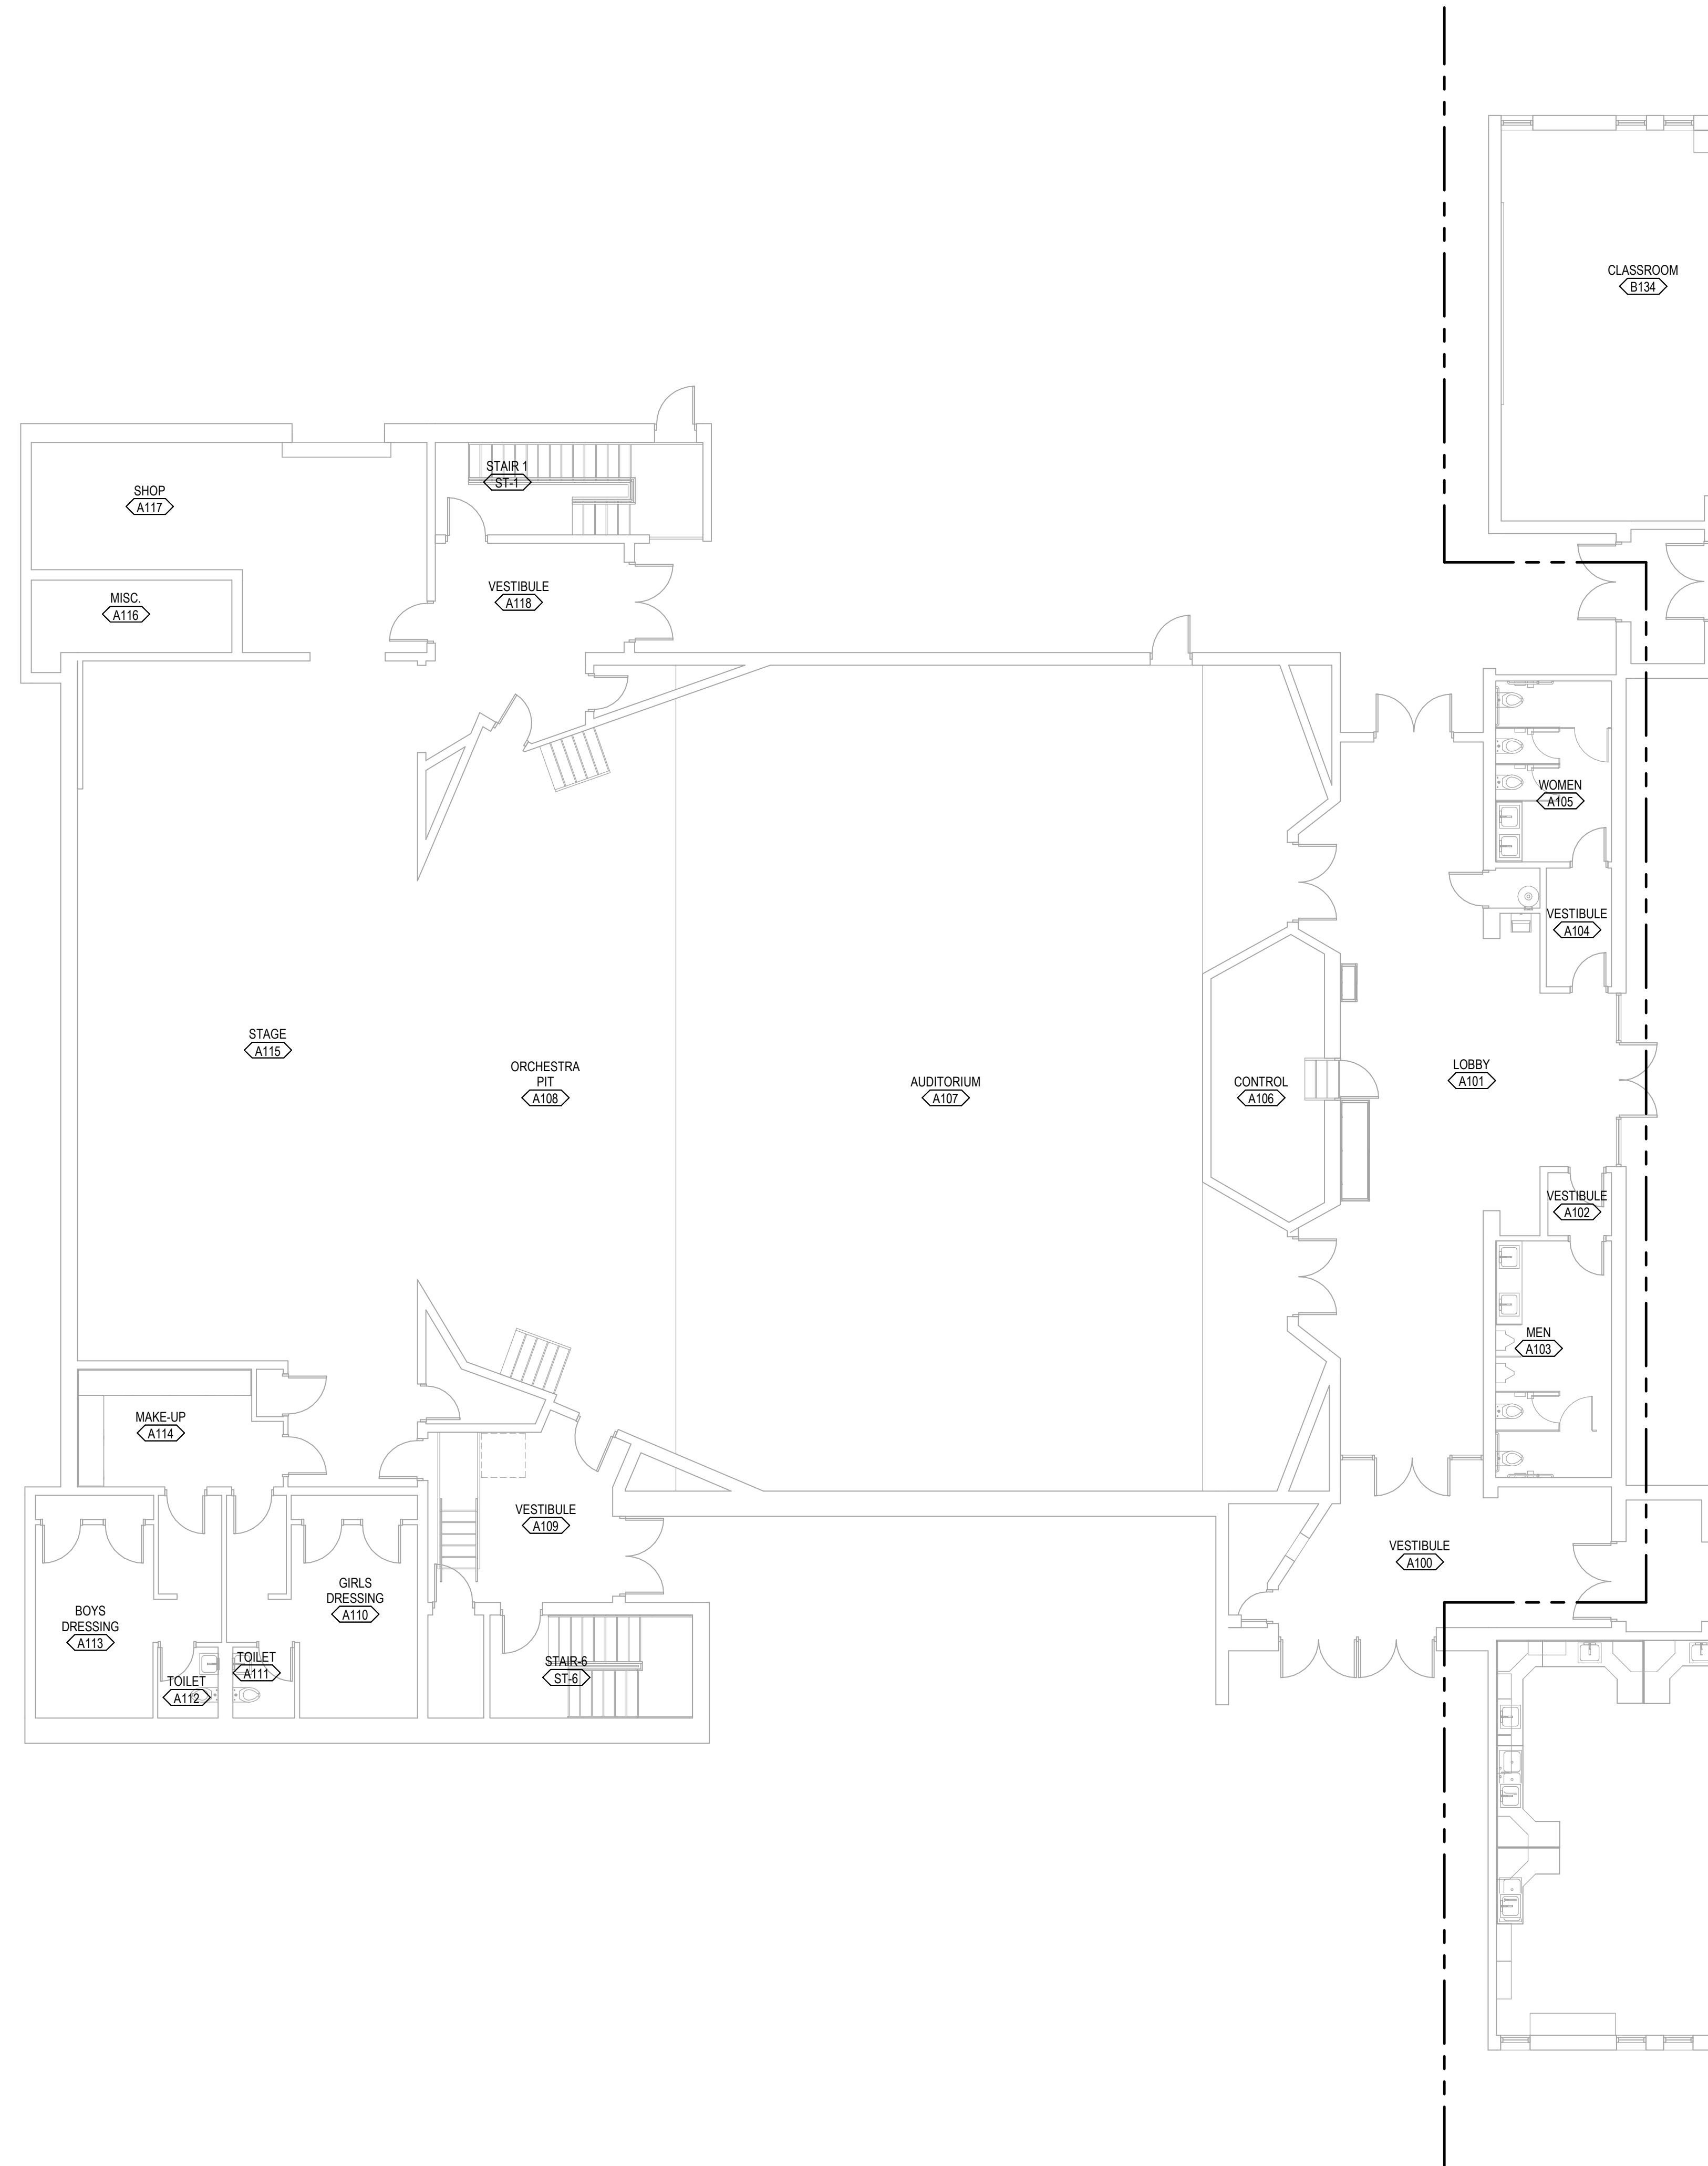 CLASSROOM
B134
STAIR 1
ST-1
SHOP
A117
VESTIBULE
A118
MISC.
A116
WOMEN
A105
VESTIBULE
A104
STAGE
A115
ORCHESTRA
PIT
A108
AUDITORIUM
A107
CONTROL
A106
LOBBY
A101
VESTIBULE
A102
MEN
A103
MAKE-UP
A114
VESTIBULE
A109
VESTIBULE
A100
GIRLS
DRESSING
A110
BOYS
DRESSING
A113
TOILET
A111
TOILET
A112
STAIR-6
ST-6